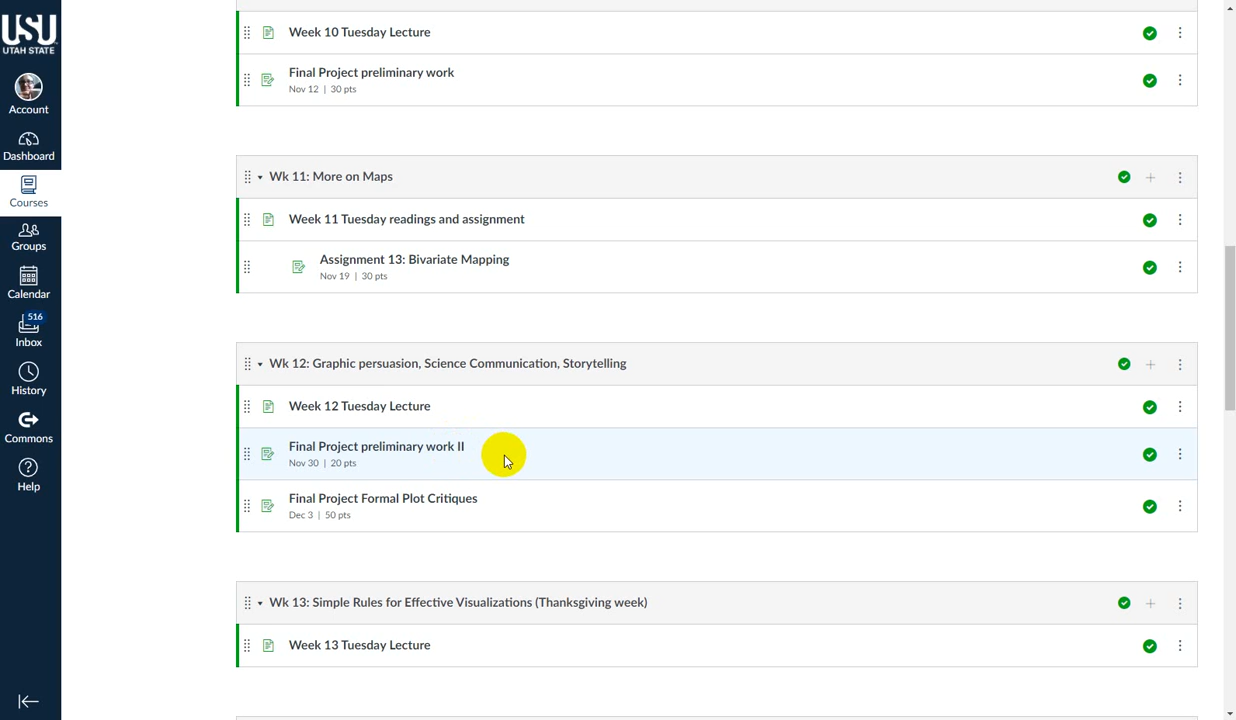 USU
UTAH STATE
Account
Dashboard
Courses
Groups
Calendar
516
Inbox
History
Commons
Help
Week 10 Tuesday Lecture
Final Project preliminary work
Nov 12 | 30 pts
Wk 11: More on Maps
Week 11 Tuesday readings and assignment
Assignment 13: Bivariate Mapping
Nov 19 | 30 pts
Wk 12: Graphic persuasion, Science Communication, Storytelling
Week 12 Tuesday Lecture
Final Project preliminary work II
Nov 30 | 20 pts
Final Project Formal Plot Critiques
Dec 3 | 50 pts
Wk 13: Simple Rules for Effective Visualizations (Thanksgiving week)
Week 13 Tuesday Lecture